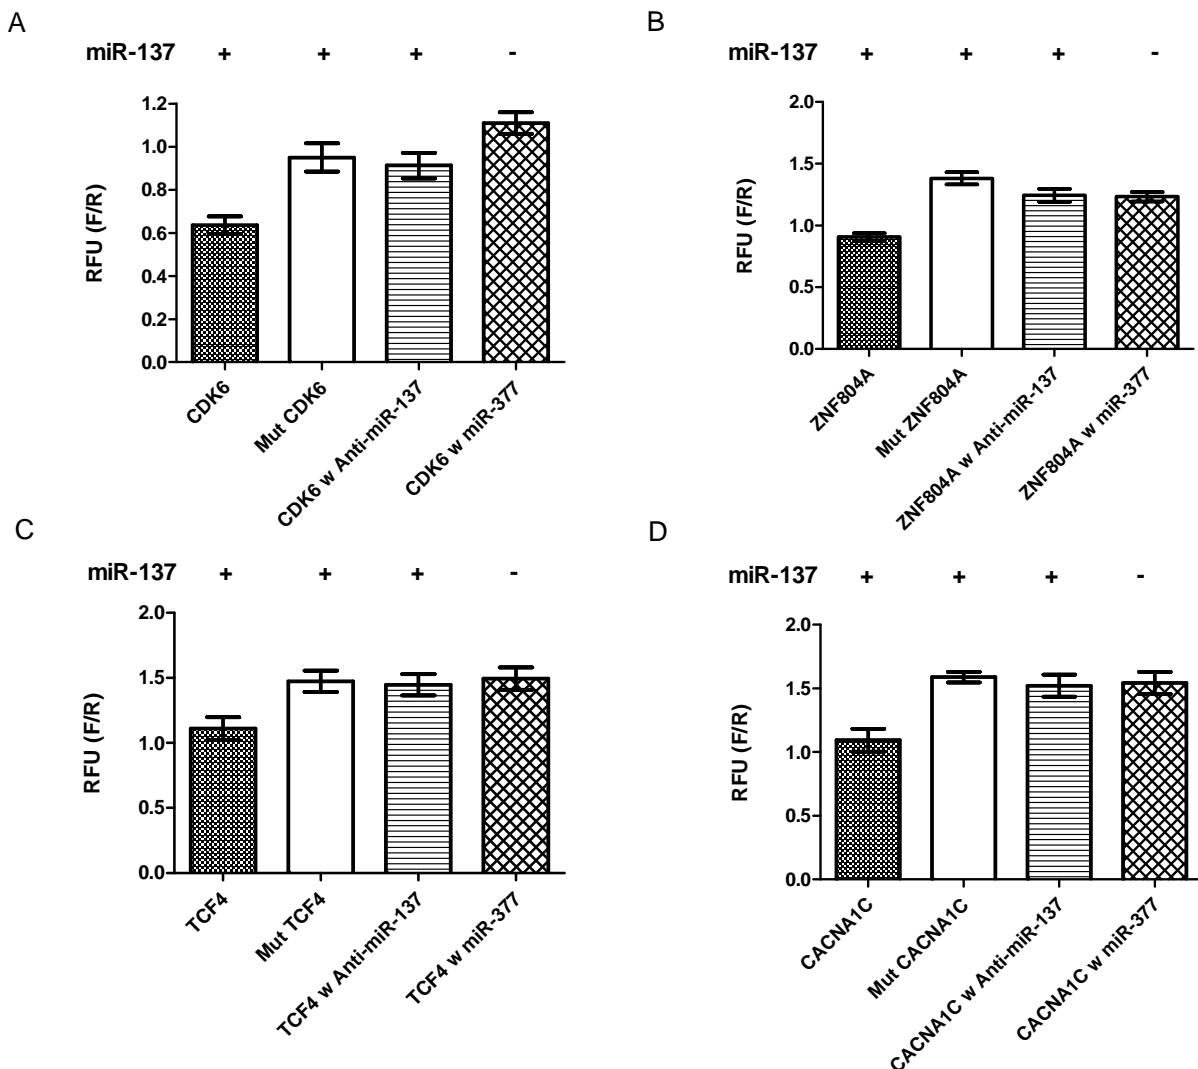 A
miR-137 + + + -
1.2
1.0
0.8
0.6
0.4
0.2
0.0
RFU (F/R)
CDK6
Mut CDK6
CDK6 w Anti-miR-137
CDK6 w miR-377
B
miR-137 + + + -
2.0
1.5
1.0
0.5
0.0
RFU (F/R)
ZNF804A
Mut ZNF804A
ZNF804A w Anti-miR-137
ZNF804A w miR-377
C
miR-137 + + + -
2.0
1.5
1.0
0.5
0.0
RFU (F/R)
TCF4
Mut TCF4
TCF4 w Anti-miR-137
TCF4 w miR-377
D
miR-137 + + + -
2.0
1.5
1.0
0.5
0.0
RFU (F/R)
CACNA1C
Mut CACNA1C
CACNA1C w Anti-miR-137
CACNA1C w miR-377